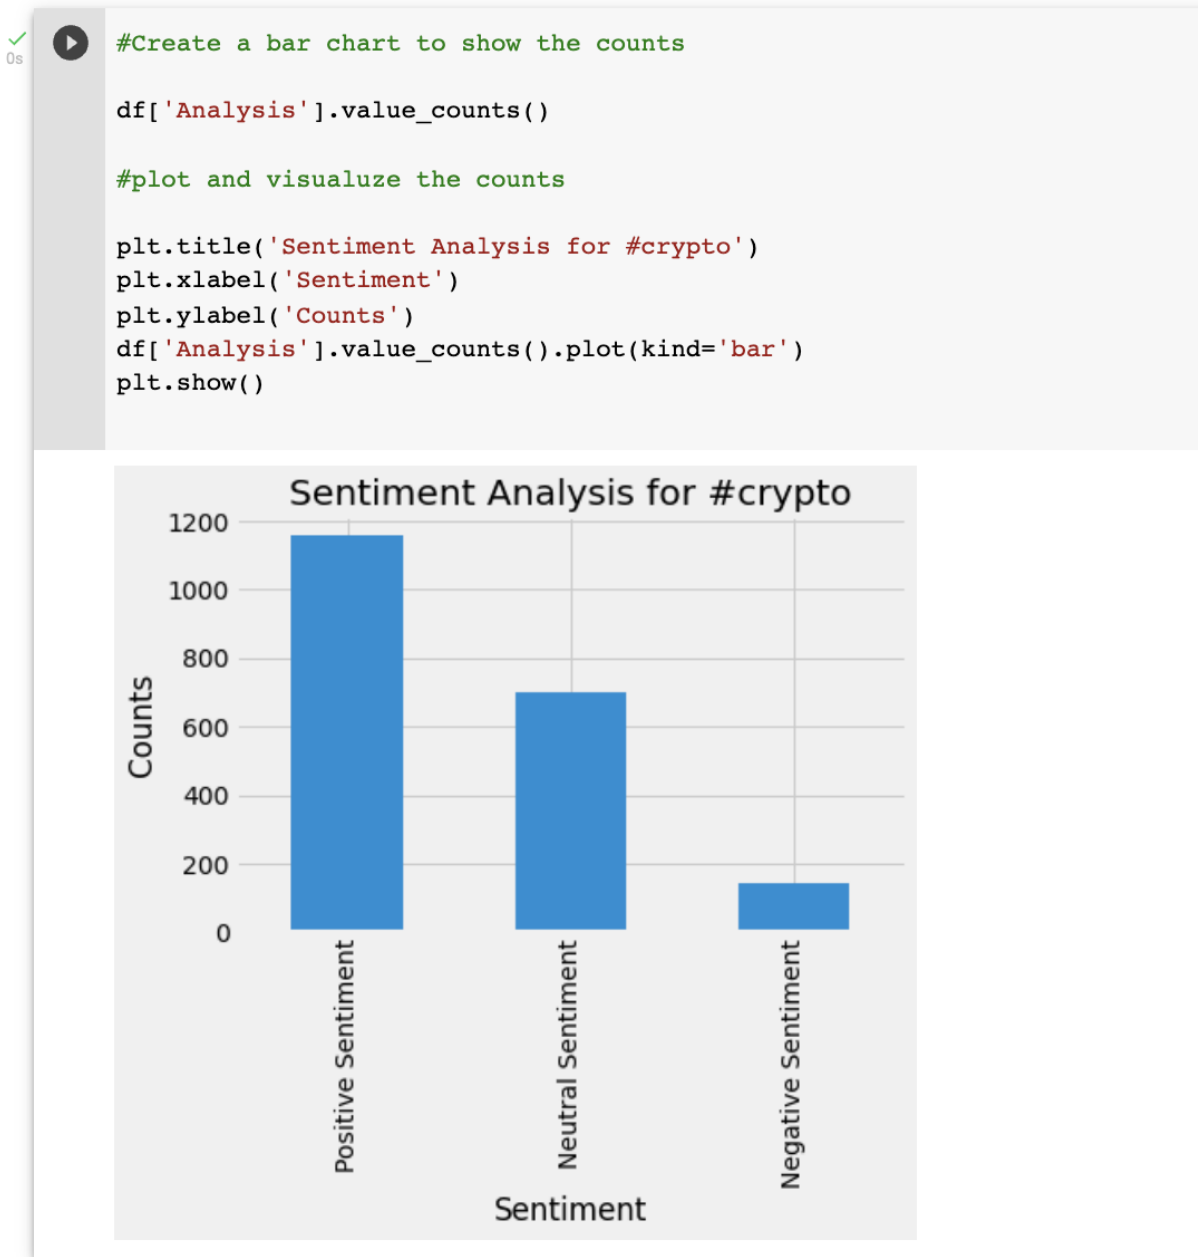 #Create a bar chart to show the counts
0s
df['Analysis'].value_counts()
#plot and visualuze the counts
plt.title('Sentiment Analysis for #crypto')
plt.xlabel('Sentiment')
plt.ylabel('Counts')
df['Analysis'].value_counts().plot(kind='bar')
plt.show()
Sentiment Analysis for #crypto
1200
1000
800
600
400
200
0
Counts
Positive Sentiment
Neutral Sentiment
Negative Sentiment
Sentiment